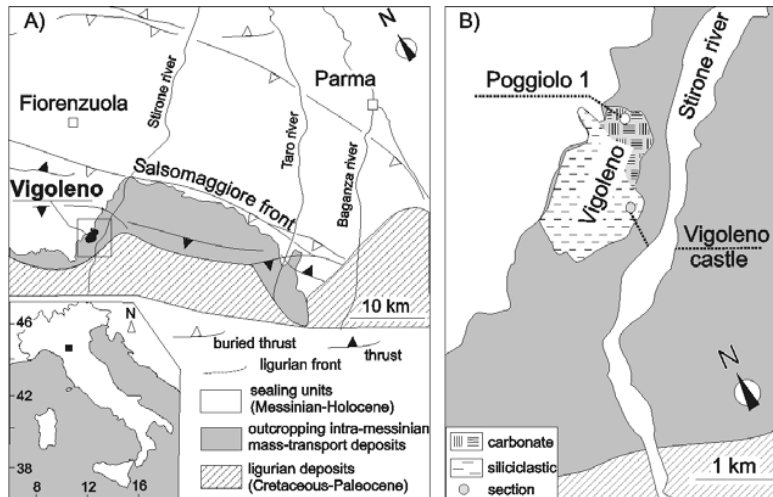 A)
N
Stirone river
Parma
Fiorenzuola
Taro river
Baganza river
Salsomaggiore front
Vigoleno
10 km
46
44
42
38
8
12
16
N
buried thrust
thrust
ligurian front
sealing units
(Messinian-Holocene)
outcropping intra-messinian
mass-transport deposits
ligurian deposits
(Cretaceous-Paleocene)
B)
Stirone river
Poggiolo 1
Vigoleno
Vigoleno
castle
N
carbonate
siliciclastic
section
1 km